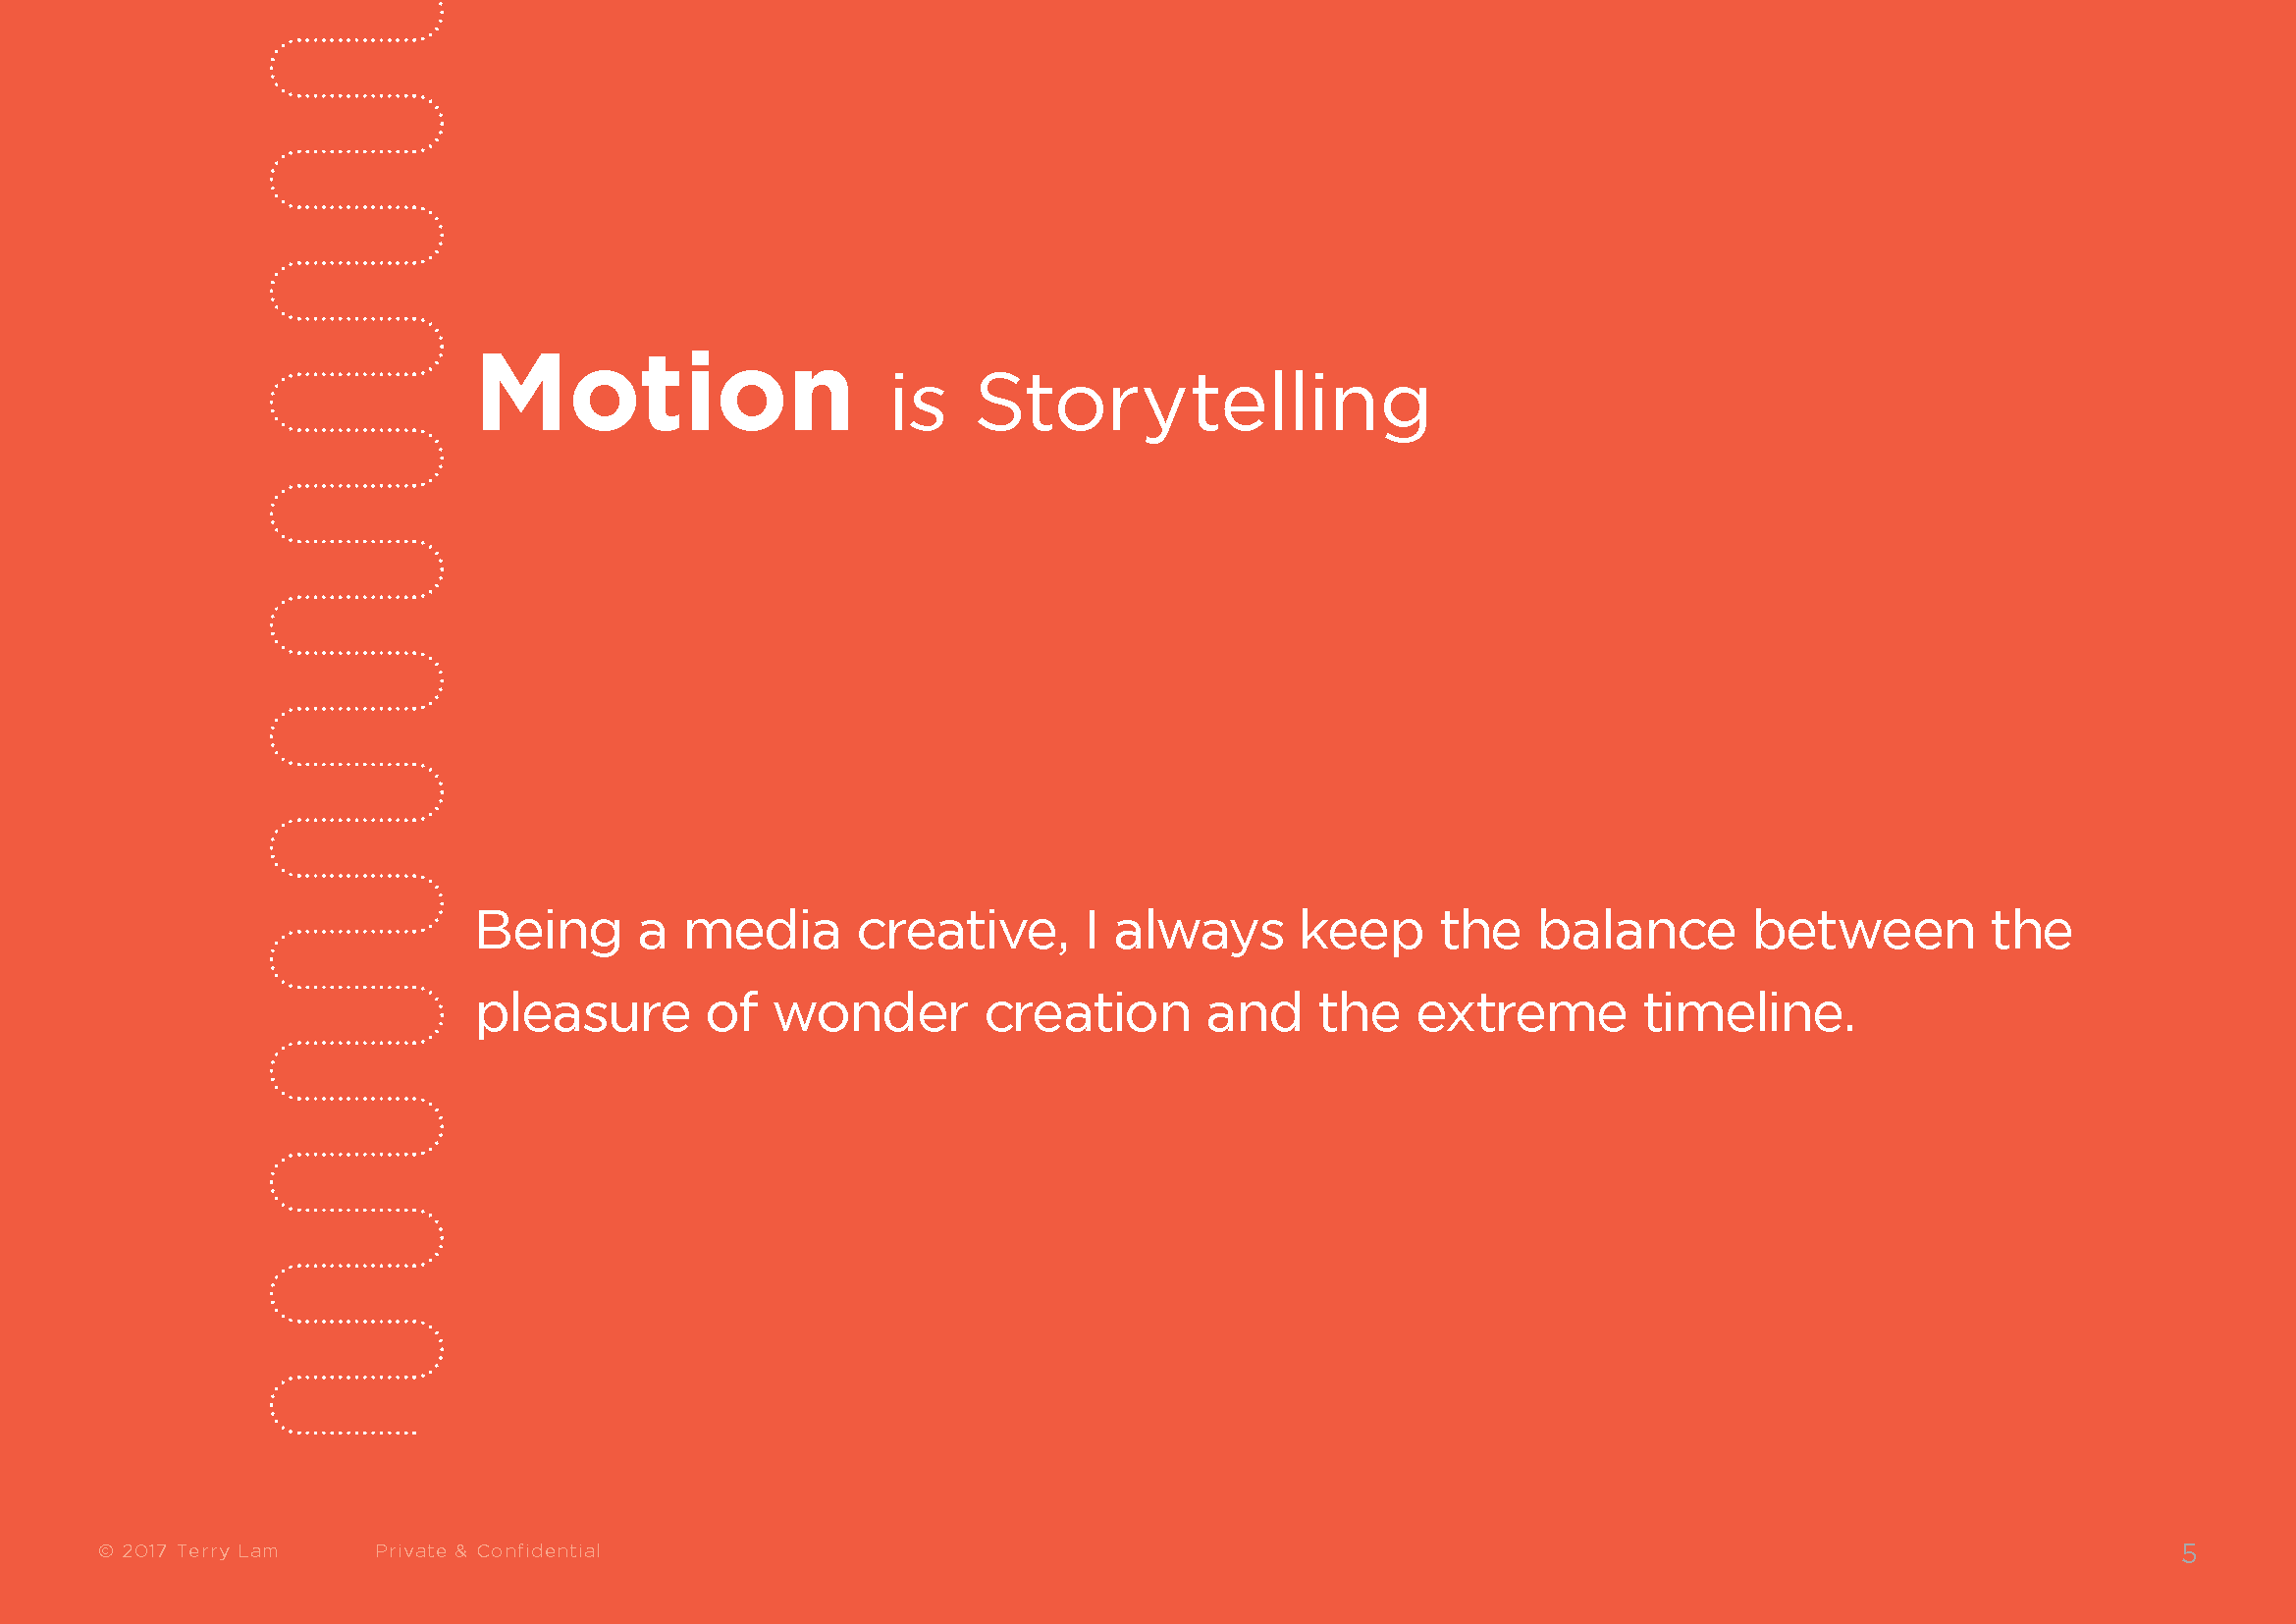 Motion is Storytelling
Being a media creative, I always keep the balance between the
pleasure of wonder creation and the extreme timeline.
© 2017 Terry Lam Private & Confidential 5